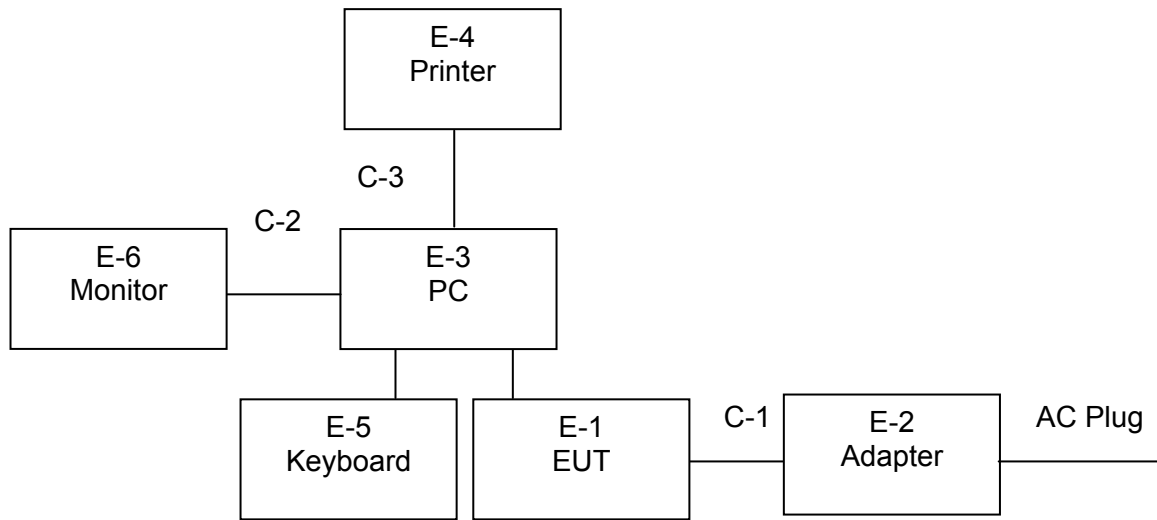 E-4
Printer
C-3
C-2
E-6
Monitor
E-3
PC
E-5
Keyboard
E-1
EUT
C-1
E-2
Adapter
AC Plug